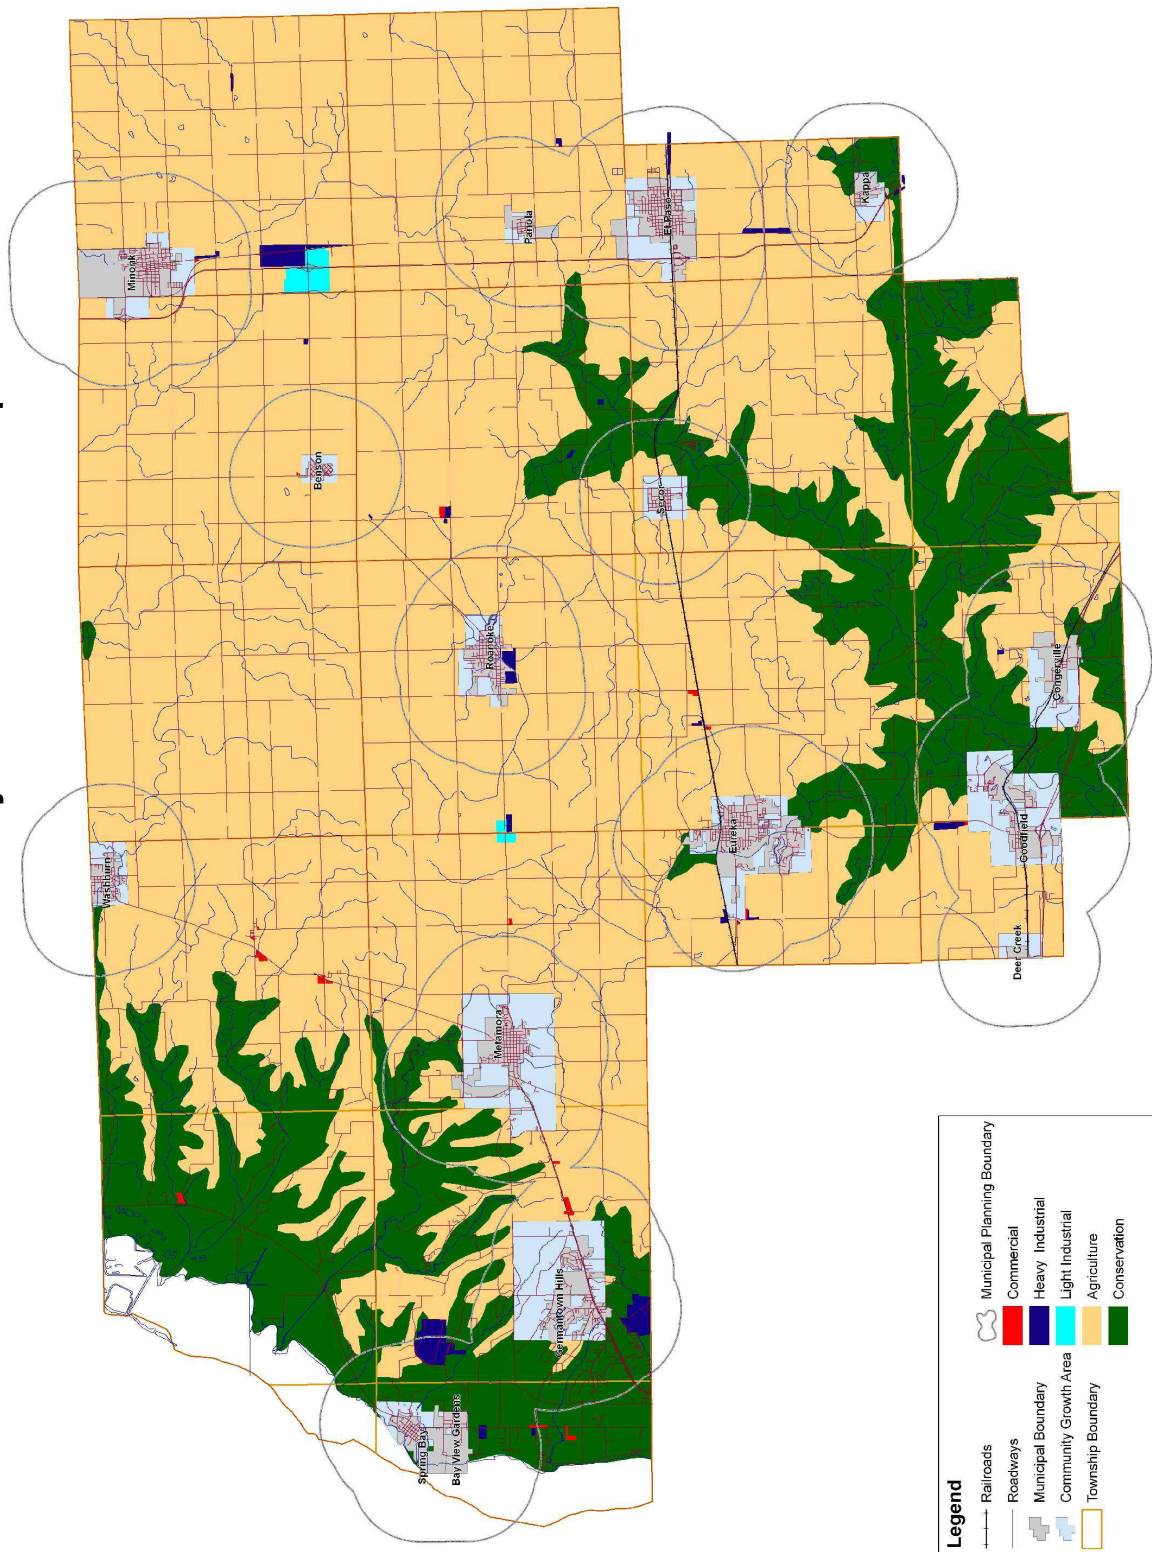 Minonk
Washburn
Benson
Panola
El Paso
Kappa
Roanoke
Secor
Metamora
Eureka
Congerville
Goodfield
Deer Creek
Germantown Hills
Spring Bay
Bay View Gardens
Legend
Railroads
Roadways
Municipal Boundary
Community Growth Area
Township Boundary
Municipal Planning Boundary
Commercial
Heavy Industrial
Light Industrial
Agriculture
Conservation